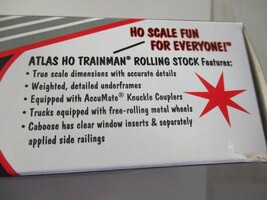 HO SCALE FUN
FOR EVERYONE!™
ATLAS HO TRAINMAN® ROLLING STOCK Features:
• True scale dimensions with accurate details
• Weighted, detailed underframes
• Equipped with AccuMate® Knuckle Couplers
• Trucks equipped with free-rolling metal wheels
• Caboose has clear window inserts & separately
applied side railings